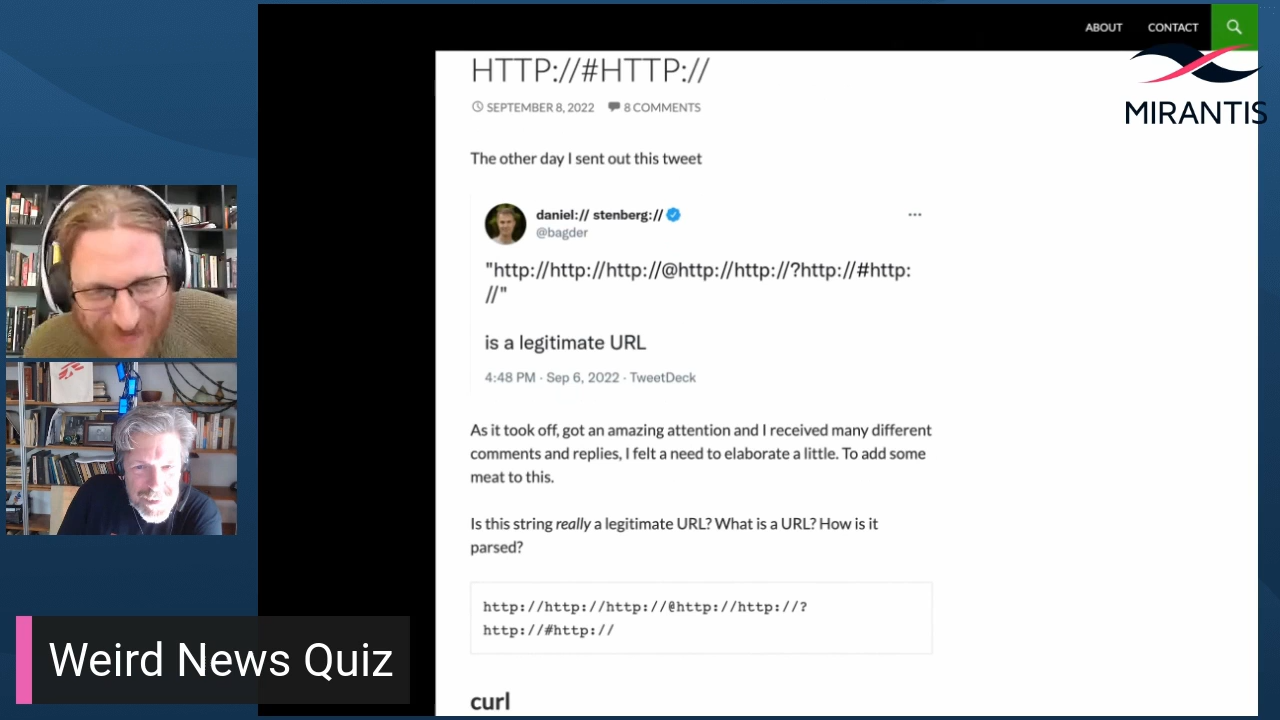 ABOUT
CONTACT
MIRANTIS
HTTP://#HTTP://
SEPTEMBER 8, 2022
8 COMMENTS
The other day I sent out this tweet
daniel:// stenberg://
@bagder
"http://http://http://@http://http://?http://#http:
//"
is a legitimate URL
4:48 PM · Sep 6, 2022 · TweetDeck
As it took off, got an amazing attention and I received many different
comments and replies, I felt a need to elaborate a little. To add some
meat to this.
Is this string really a legitimate URL? What is a URL? How is it
parsed?
http://http://http://@http://http://?
http://#http://
curl
Weird News Quiz